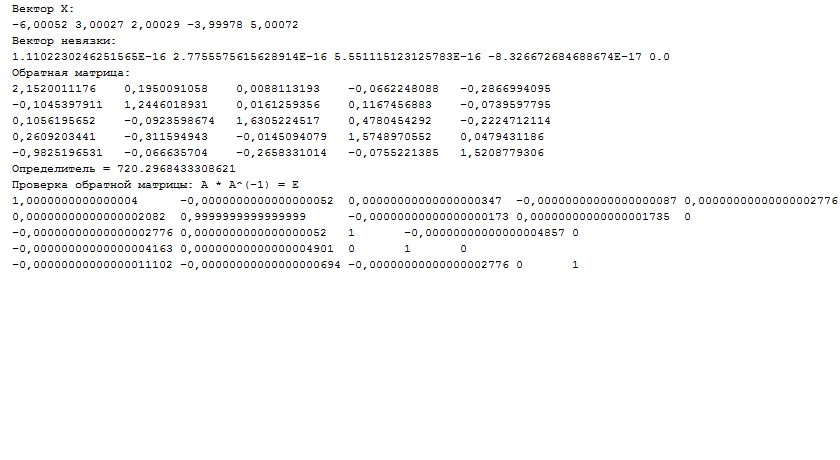 Вектор X:
-6,00052 3,00027 2,00029 -3,99978 5,00072
Вектор невязки:
1.1102230246251565E-16 2.7755575615628914E-16 5.551115123125783E-16 -8.326672684688674E-17 0.0
Обратная матрица:
2,1520011176 0,1950091058 0,0088113193 -0,0662248088 -0,2866994095
-0,1045397911 1,2446018931 0,0161259356 0,1167456883 -0,0739597795
0,1056195652 -0,0923598674 1,6305224517 0,4780454292 -0,2224712114
0,2609203441 -0,311594943 -0,0145094079 1,5748970552 0,0479431186
-0,9825196531 -0,066635704 -0,2658331014 -0,0755221385 1,5208779306
Определитель = 720.2968433308621
Проверка обратной матрицы: A * A^(-1) = E
1,0000000000000004 -0,00000000000000000052 0,0000000000000000347 -0,00000000000000000087 0,00000000000000002776
0,00000000000000002082 0,9999999999999999 -0,0000000000000000173 0,00000000000000001735 0
-0,00000000000000002776 0,0000000000000000052 1 -0,00000000000000004857 0
-0,00000000000000004163 0,00000000000000004901 0 1 0
-0,00000000000000011102 -0,00000000000000000694 -0,00000000000000002776 0 1